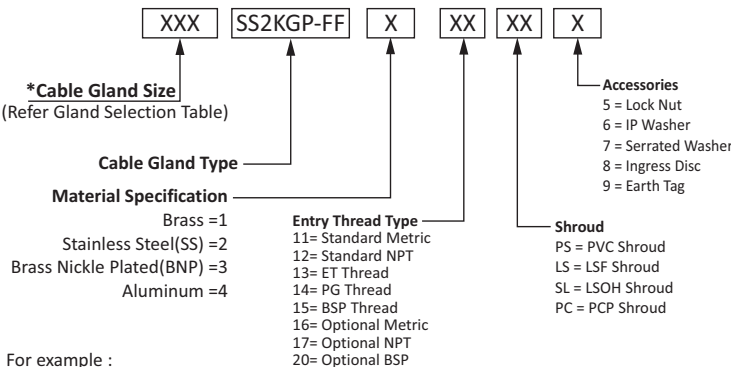 XXX SS2KGP-FF X XX XX X
*Cable Gland Size
(Refer Gland Selection Table)
Cable Gland Type
Material Specification
Brass =1
Stainless Steel(SS) =2
Brass Nickle Plated(BNP) =3
Aluminum =4
Entry Thread Type
11= Standard Metric
12= Standard NPT
13= ET Thread
14= PG Thread
15= BSP Thread
16= Optional Metric
17= Optional NPT
20= Optional BSP
Shroud
PS = PVC Shroud
LS = LSF Shroud
SL = LSOH Shroud
PC = PCP Shroud
Accessories
5 = Lock Nut
6 = IP Washer
7 = Serrated Washer
8 = Ingress Disc
9 = Earth Tag
For example :